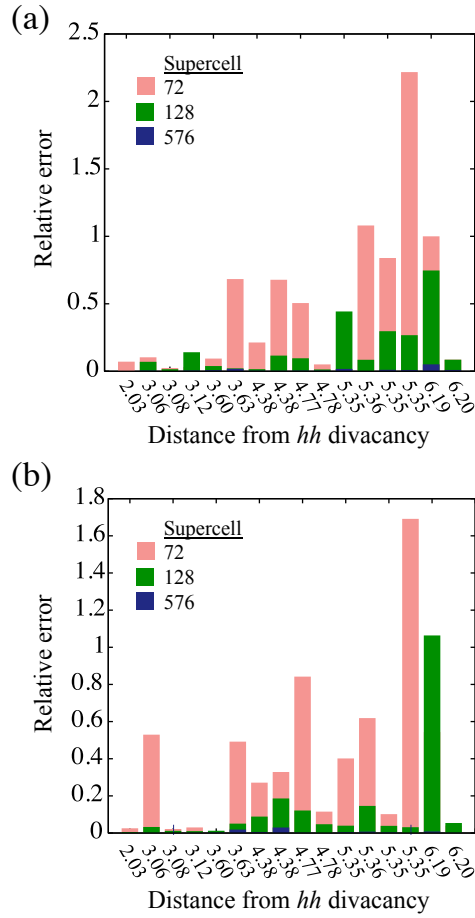 (a)
Supercell
72
128
576
2.5
2
1.5
1
0.5
0
Relative error
2.03 3.06 3.08 3.12 3.60 3.63 4.38 4.38 4.77 4.78 5.35 5.36 5.35 5.35 6.19 6.20
Distance from hh divacancy
(b)
Supercell
72
128
576
1.8
1.6
1.4
1.2
1
0.8
0.6
0.4
0.2
0
Relative error
2.03 3.06 3.08 3.12 3.60 3.63 4.38 4.38 4.77 4.78 5.35 5.36 5.35 5.35 6.19 6.20
Distance from hh divacancy